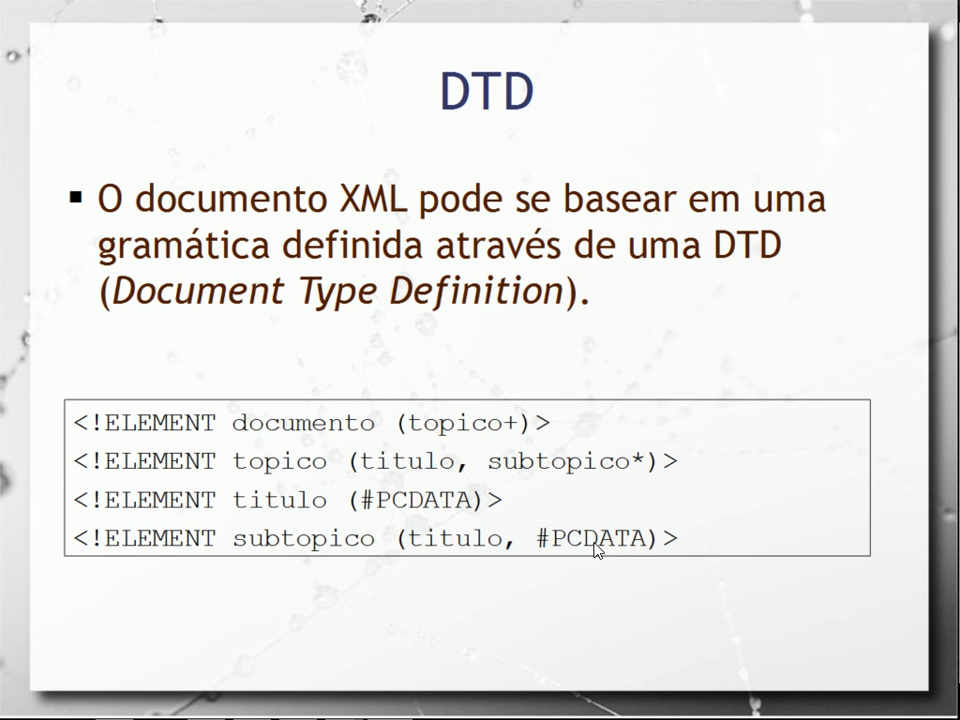 DTD
▪ O documento XML pode se basear em uma
gramática definida através de uma DTD
(Document Type Definition).
<!ELEMENT documento (topico+)>
<!ELEMENT topico (titulo, subtopico*)>
<!ELEMENT titulo (#PCDATA)>
<!ELEMENT subtopico (titulo, #PCDATA)>